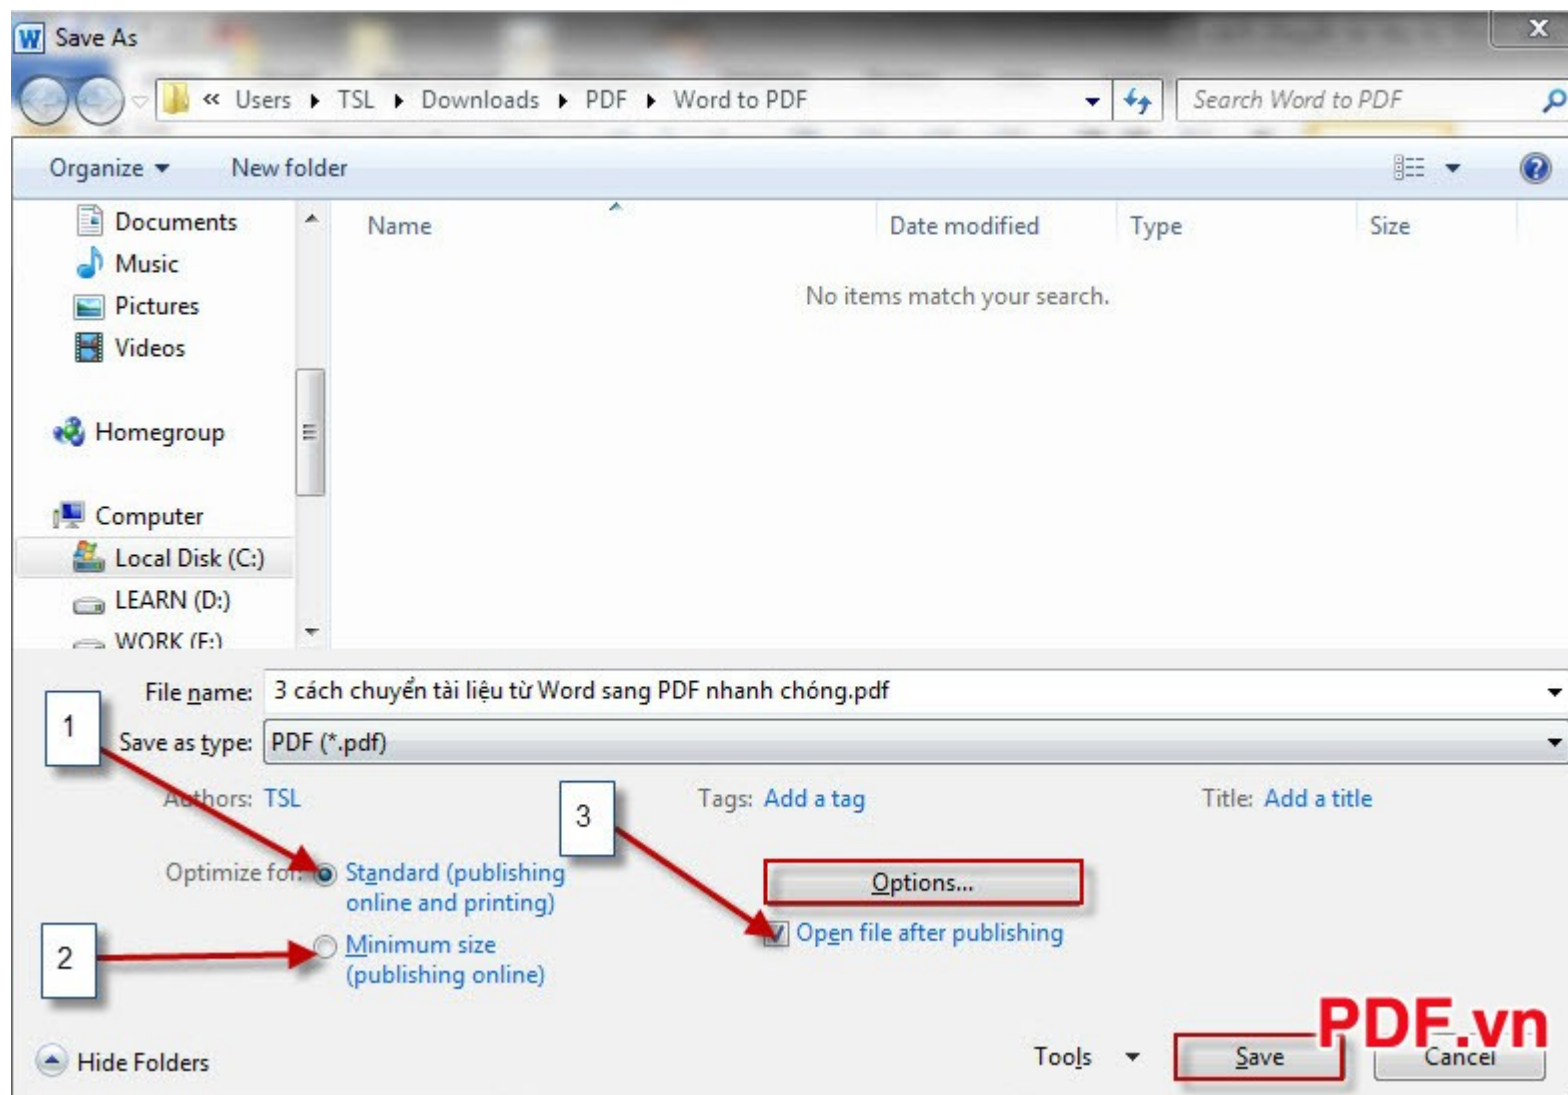 Save As
« Users ▸ TSL ▸ Downloads ▸ PDF ▸ Word to PDF
Search Word to PDF
Organize New folder
Documents
Music
Pictures
Videos
Homegroup
Computer
Local Disk (C:)
LEARN (D:)
WORK (E:)
Name Date modified Type Size
No items match your search.
File name: 3 cách chuyển tài liệu từ Word sang PDF nhanh chóng.pdf
1
Save as type: PDF (*.pdf)
Authors: TSL Tags: Add a tag Title: Add a title
3
Optimize for: Standard (publishing
online and printing)
2
Minimum size
(publishing online)
Options...
Open file after publishing
PDF.vn
Hide Folders Tools Save Cancel